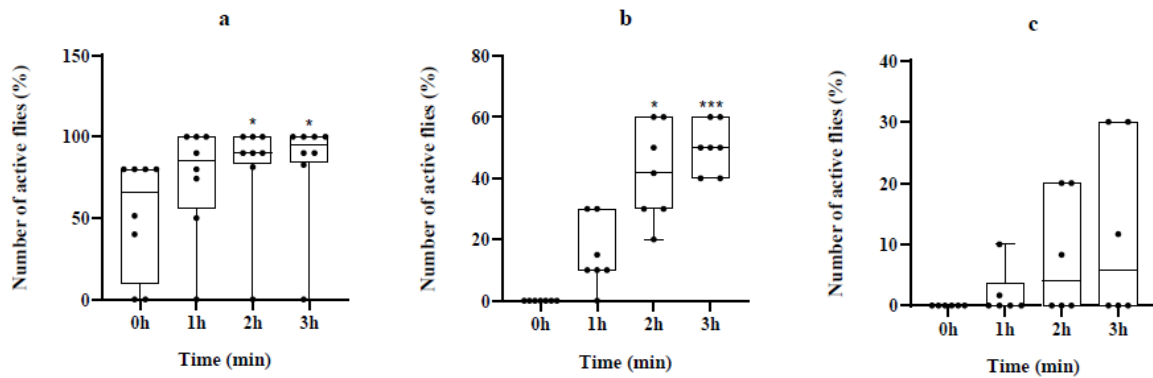 a
Number of active flies (%)
150
100
50
0
*
*
0h
1h
2h
3h
Time (min)
b
Number of active flies (%)
80
60
40
20
0
*
***
0h
1h
2h
3h
Time (min)
c
Number of active flies (%)
40
30
20
10
0
0h
1h
2h
3h
Time (min)